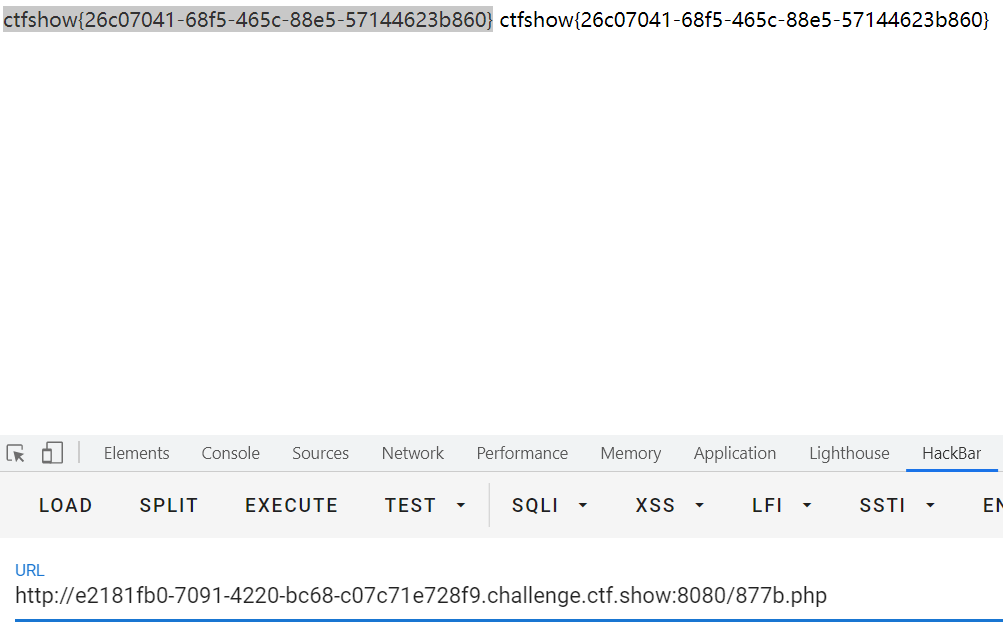 ctfshow{26c07041-68f5-465c-88e5-57144623b860} ctfshow{26c07041-68f5-465c-88e5-57144623b860}
Elements Console Sources Network Performance Memory Application Lighthouse HackBar
LOAD SPLIT EXECUTE TEST SQLI XSS LFI SSTI EN
URL
http://e2181fb0-7091-4220-bc68-c07c71e728f9.challenge.ctf.show:8080/877b.php